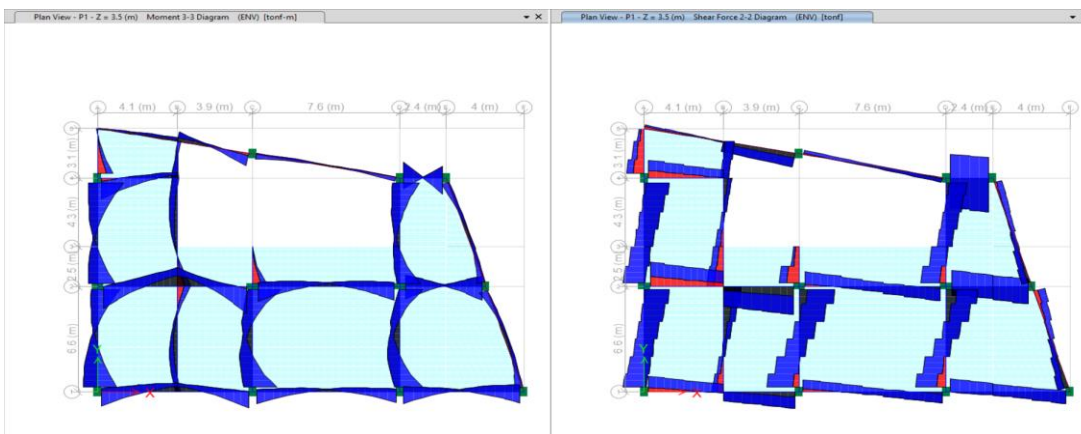 Plan View - P1 - Z = 3.5 (m)   Moment 3-3 Diagram   (ENV)  [tonf-m]
4.1 (m)
3.9 (m)
7.6 (m)
2.4 (m)
4 (m)
3.1 (m)
4.3 (m)
2.5 (m)
6.6 (m)
Y
X
Plan View - P1 - Z = 3.5 (m)   Shear Force 2-2 Diagram   (ENV)  [tonf]
4.1 (m)
3.9 (m)
7.6 (m)
2.4 (m)
4 (m)
3.1 (m)
4.3 (m)
2.5 (m)
6.6 (m)
Y
X